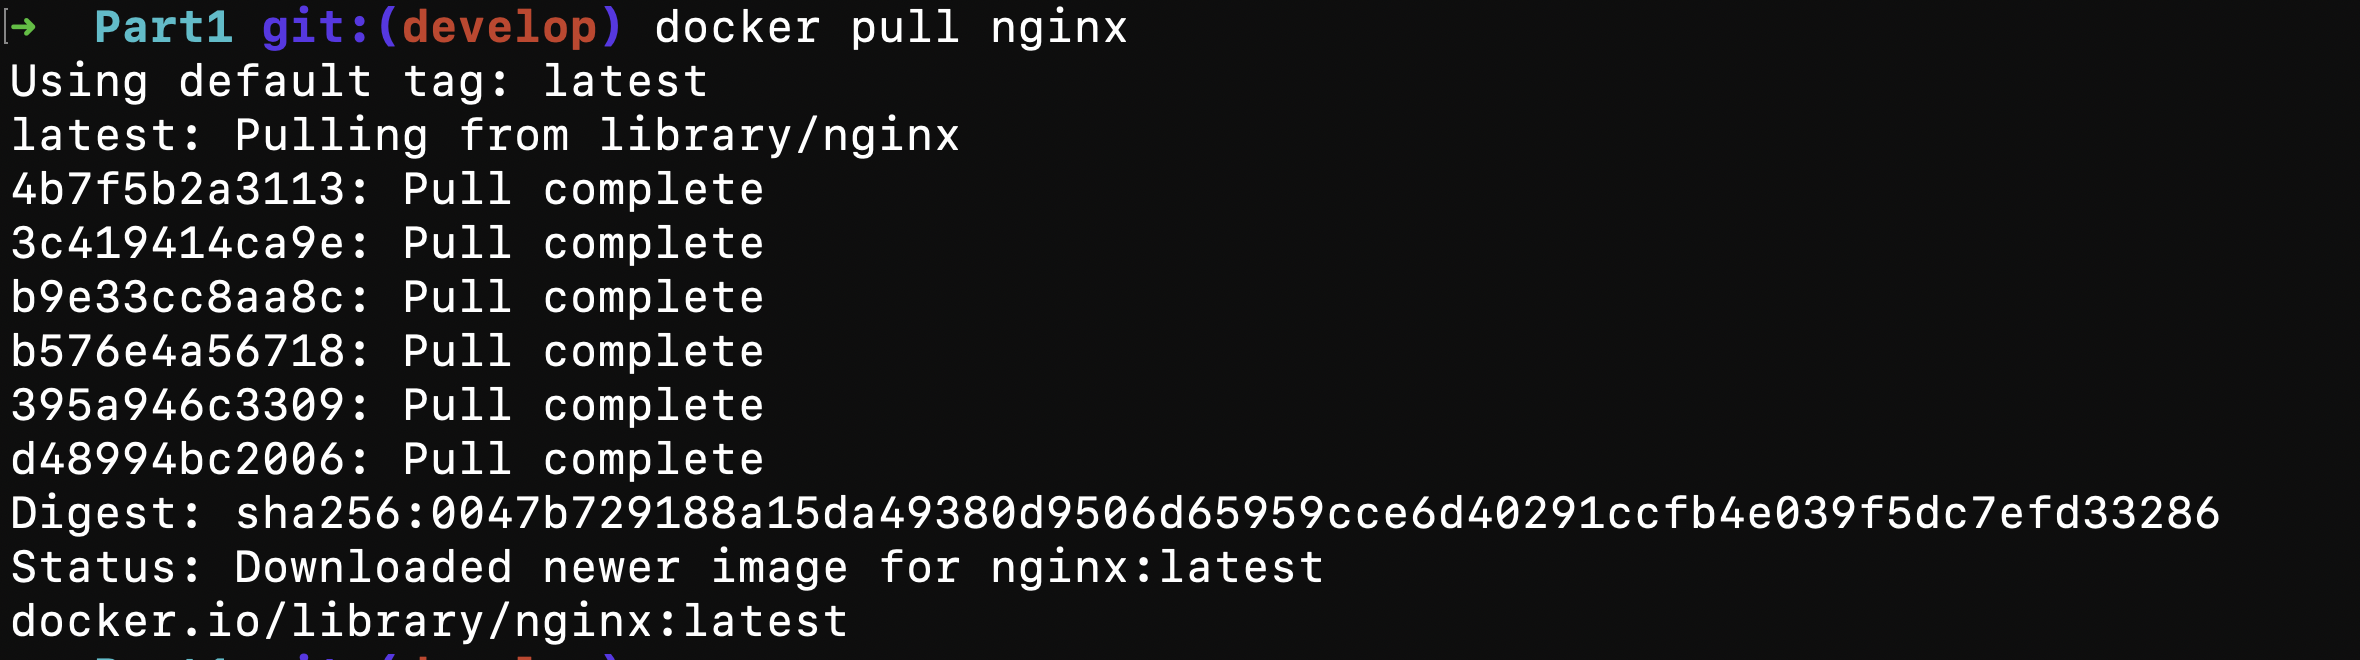 ➜  Part1 git:(develop) docker pull nginx
Using default tag: latest
latest: Pulling from library/nginx
4b7f5b2a3113: Pull complete
3c419414ca9e: Pull complete
b9e33cc8aa8c: Pull complete
b576e4a56718: Pull complete
395a946c3309: Pull complete
d48994bc2006: Pull complete
Digest: sha256:0047b729188a15da49380d9506d65959cce6d40291ccfb4e039f5dc7efd33286
Status: Downloaded newer image for nginx:latest
docker.io/library/nginx:latest